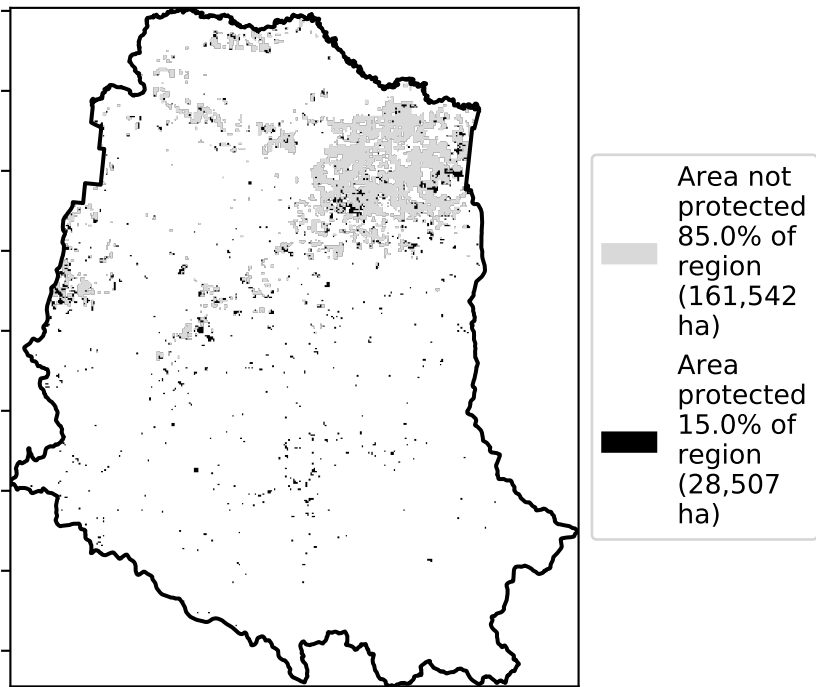 Area not
protected
85.0% of
region
(161,542
ha)
Area
protected
15.0% of
region
(28,507
ha)